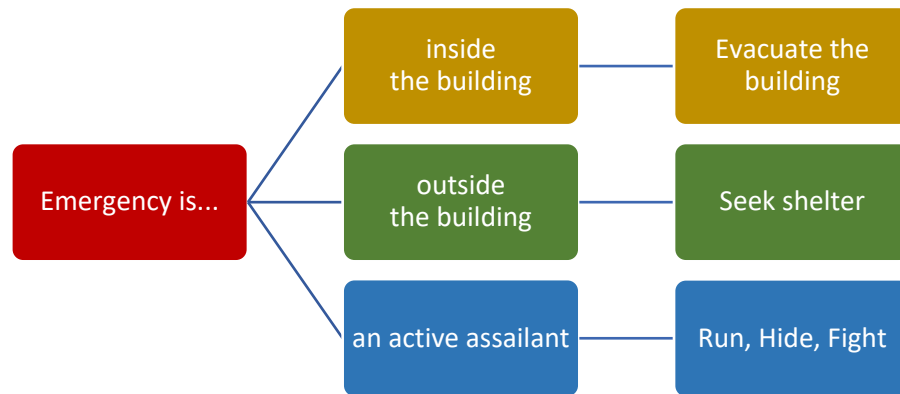 Emergency is...
inside
the building
Evacuate the
building
outside
the building
Seek shelter
an active assailant
Run, Hide, Fight